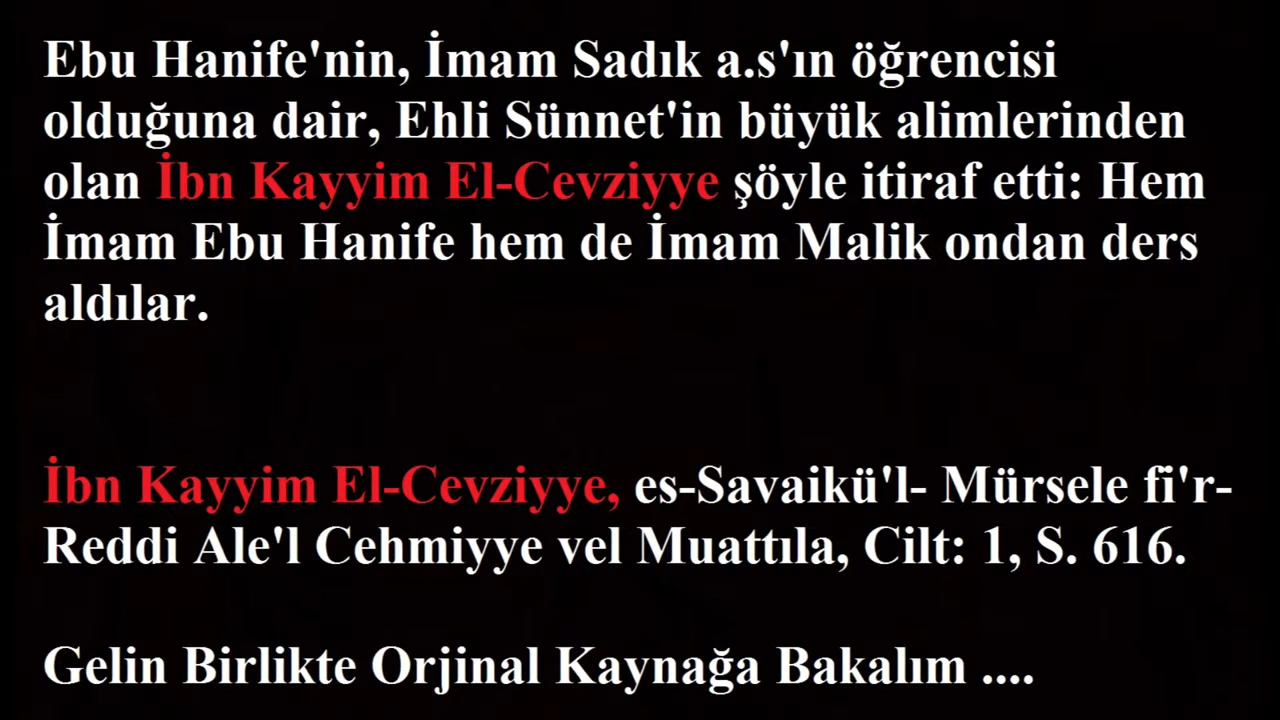 Ebu Hanife'nin, İmam Sadık a.s'ın öğrencisi
olduğuna dair, Ehli Sünnet'in büyük alimlerinden
olan İbn Kayyim El-Cevziyye şöyle itiraf etti: Hem
İmam Ebu Hanife hem de İmam Malik ondan ders
aldılar.
İbn Kayyim El-Cevziyye, es-Savaikü'l- Mürsele fi'r-
Reddi Ale'l Cehmiyye vel Muattıla, Cilt: 1, S. 616.
Gelin Birlikte Orjinal Kaynağa Bakalım ....